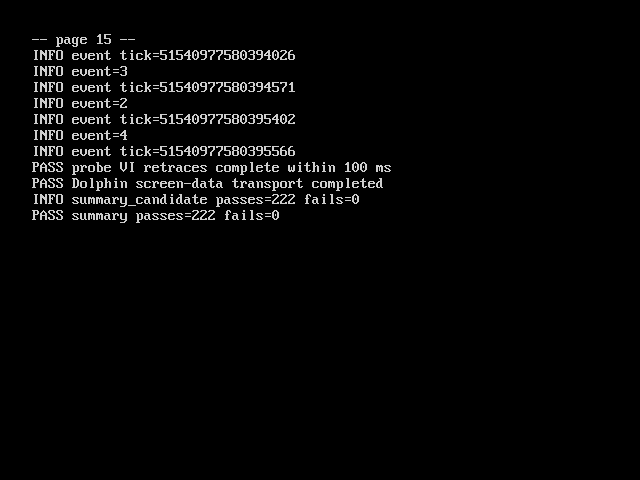 -- page 15 --
INFO event tick=51540977580394026
INFO event=3
INFO event tick=51540977580394571
INFO event=2
INFO event tick=51540977580395402
INFO event=4
INFO event tick=51540977580395566
PASS probe VI retraces complete within 100 ms
PASS Dolphin screen-data transport completed
INFO summary_candidate passes=222 fails=0
PASS summary passes=222 fails=0